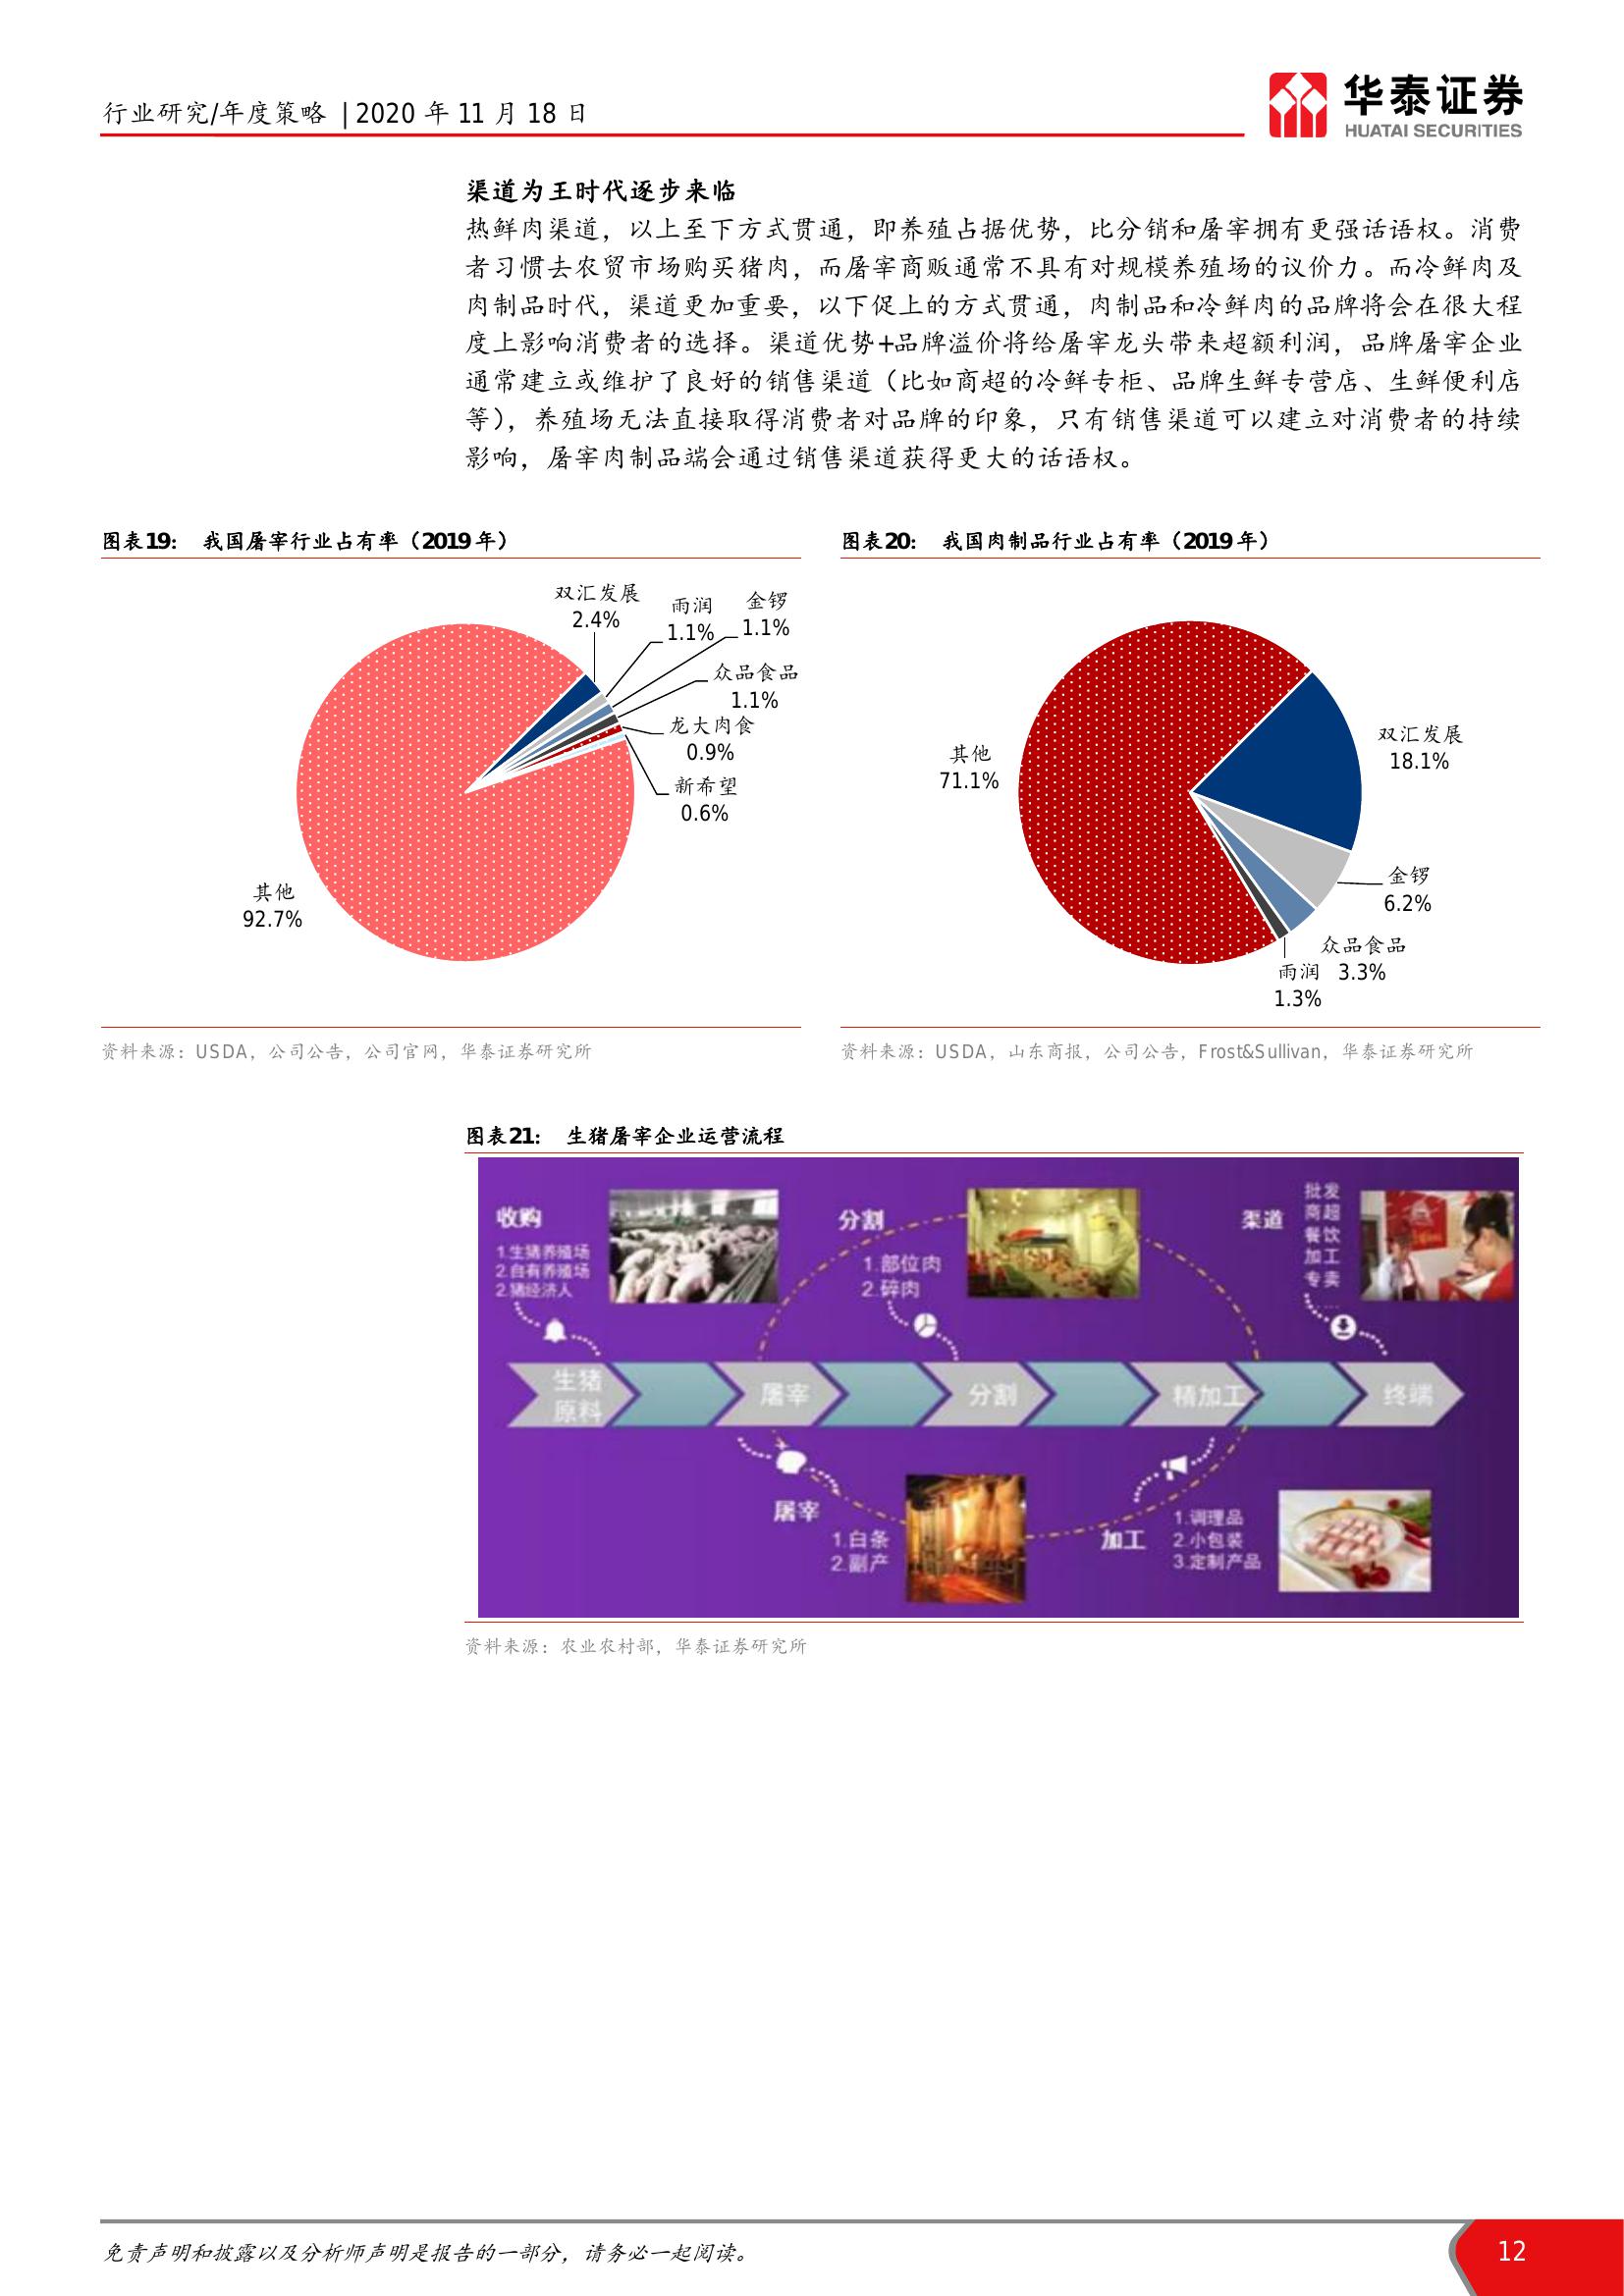 行业研究/年度策略 | 2020 年 11 月 18 日
华泰证券
HUATAI SECURITIES
渠道为王时代逐步来临
热鲜肉渠道，以上至下方式贯通，即养殖占据优势，比分销和屠宰拥有更强话语权。消费
者习惯去农贸市场购买猪肉，而屠宰商贩通常不具有对规模养殖场的议价力。而冷鲜肉及
肉制品时代，渠道更加重要，以下促上的方式贯通，肉制品和冷鲜肉的品牌将会在很大程
度上影响消费者的选择。渠道优势+品牌溢价将给屠宰龙头带来超额利润，品牌屠宰企业
通常建立或维护了良好的销售渠道（比如商超的冷鲜专柜、品牌生鲜专营店、生鲜便利店
等），养殖场无法直接取得消费者对品牌的印象，只有销售渠道可以建立对消费者的持续
影响，屠宰肉制品端会通过销售渠道获得更大的话语权。
图表19： 我国屠宰行业占有率（2019 年）
双汇发展
2.4%
雨润
1.1%
金锣
1.1%
众品食品
1.1%
龙大肉食
0.9%
新希望
0.6%
其他
92.7%
资料来源：USDA，公司公告，公司官网，华泰证券研究所
图表20： 我国肉制品行业占有率（2019 年）
其他
71.1%
双汇发展
18.1%
金锣
6.2%
众品食品
3.3%
雨润
1.3%
资料来源：USDA，山东商报，公司公告，Frost&Sullivan，华泰证券研究所
图表21： 生猪屠宰企业运营流程
收购
1.生猪养殖场
2.自有养殖场
2.猪经济人
分割
1.部位肉
2.碎肉
渠道
批发
商超
餐饮
加工
专卖
......
生猪
原料
屠宰
分割
精加工
终端
屠宰
1.白条
2.副产
加工
1.调理品
2.小包装
3.定制产品
资料来源：农业农村部，华泰证券研究所
免责声明和披露以及分析师声明是报告的一部分，请务必一起阅读。
12